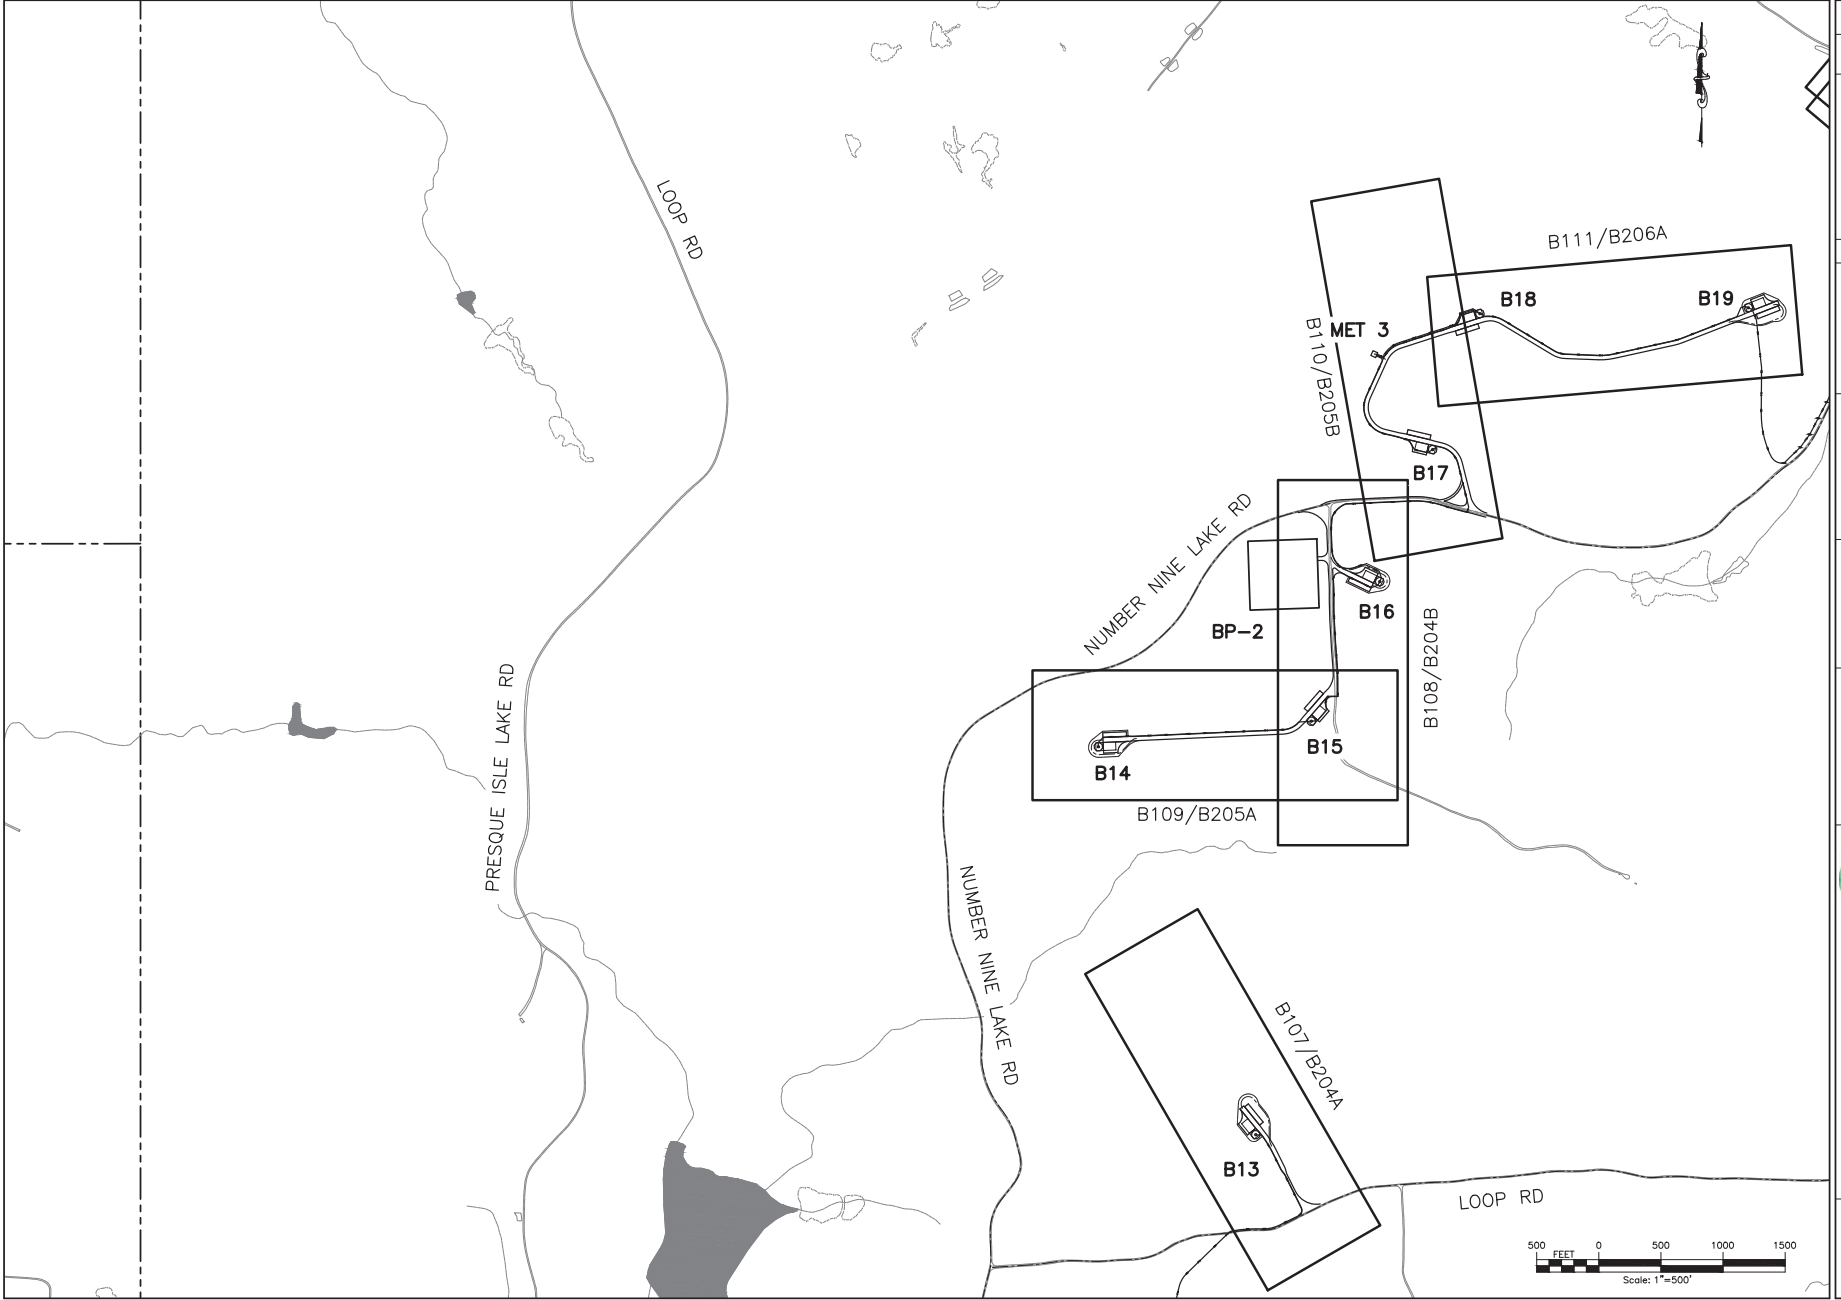 LOOP RD
B111/B206A
B18
B19
MET 3
B110/B205B
B17
NUMBER NINE LAKE RD
B16
BP-2
B108/B204B
PRESQUE ISLE LAKE RD
B15
B14
B109/B205A
NUMBER NINE LAKE RD
B107/B204A
B13
LOOP RD
500 0 500 1000 1500
FEET
Scale: 1"=500'